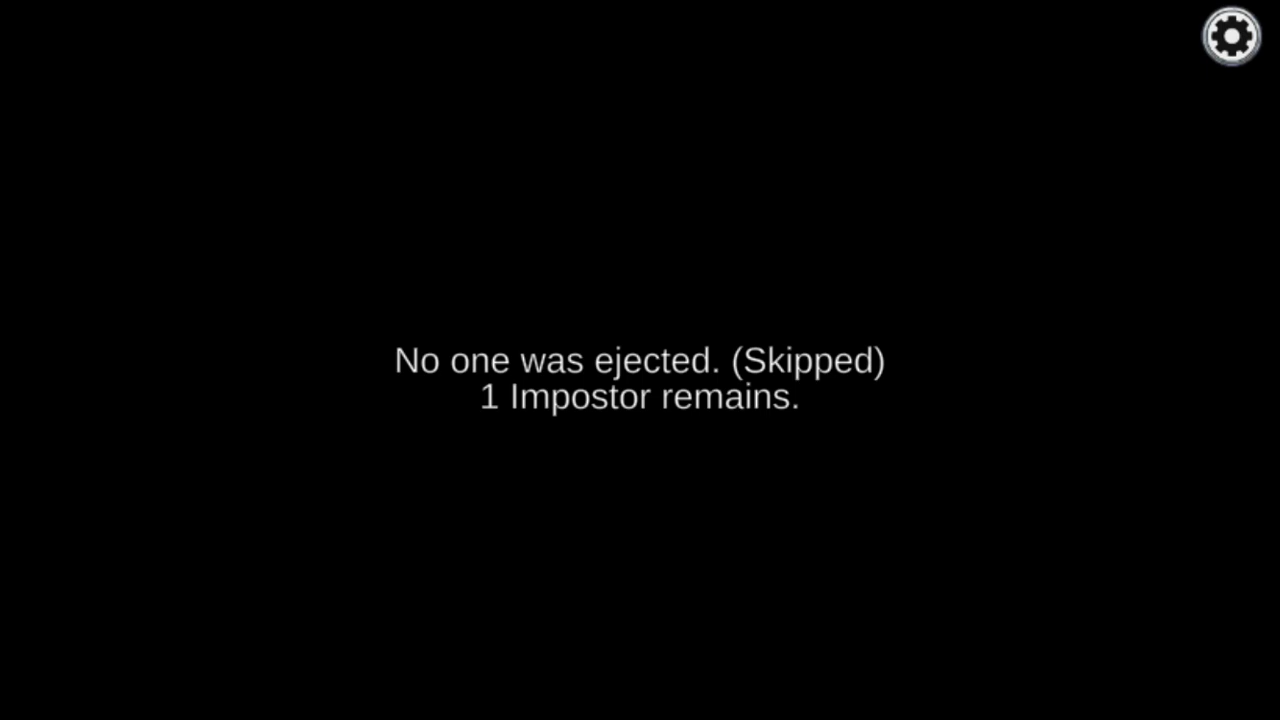 No one was ejected. (Skipped)
1 Impostor remains.